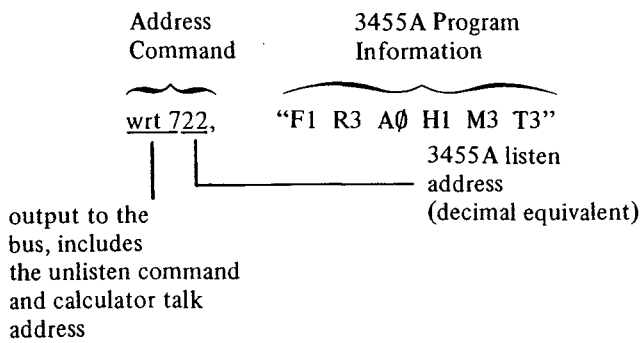 Address
Command
3455A Program
Information
wrt 722,
“F1 R3 A0̸ H1 M3 T3”
3455A listen
address
(decimal equivalent)
output to the
bus, includes
the unlisten command
and calculator talk
address